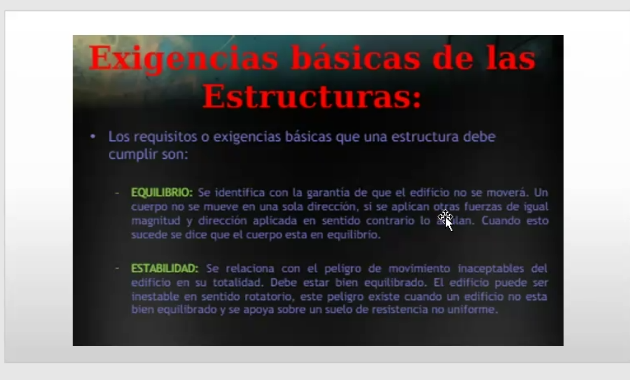 Exigencias básicas de las
Estructuras:
• Los requisitos o exigencias básicas que una estructura debe
cumplir son:
- EQUILIBRIO: Se identifica con la garantía de que el edificio no se moverá. Un
cuerpo no se mueve en una sola dirección, si se aplican otras fuerzas de igual
magnitud y dirección aplicada en sentido contrario lo Cuando esto
sucede se dice que el cuerpo esta en equilibrio.
- ESTABILIDAD: Se relaciona con el peligro de movimiento inaceptables del
edificio en su totalidad. Debe estar bien equilibrado. El edificio puede ser
inestable en sentido rotatorio, este peligro existe cuando un edificio no esta
bien equilibrado y se apoya sobre un suelo de resistencia no uniforme.